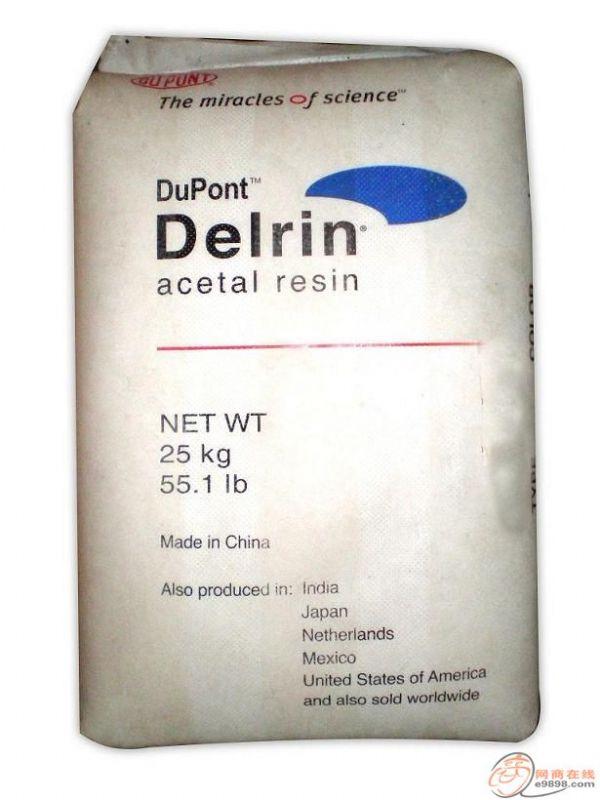 DUPONT
The miracles of science™
DuPont™
Delrin®
acetal resin
COLOR
NET WT
25 kg
55.1 lb
TYPE
Made in China
Also produced in: India
Japan
Netherlands
Mexico
United States of America
and also sold worldwide
网商在线
e9898.com